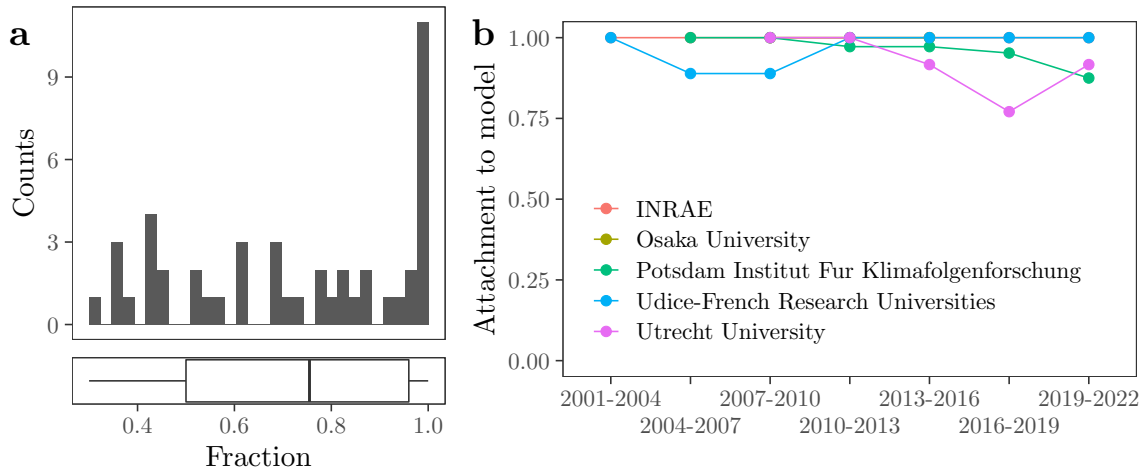 a
9
6
3
0
Counts
0.4 0.6 0.8 1.0
Fraction
b
1.00
0.75
0.50
0.25
0.00
Attachment to model
INRAE
Osaka University
Potsdam Institut Fur Klimafolgenforschung
Udice-French Research Universities
Utrecht University
2001-2004 2007-2010 2013-2016 2019-2022
2004-2007 2010-2013 2016-2019